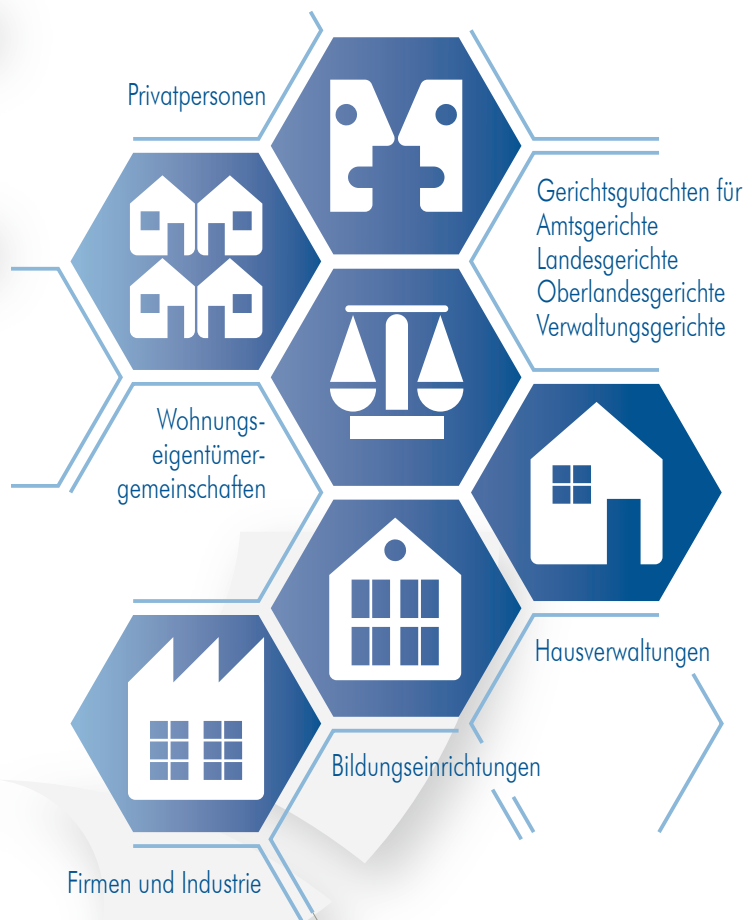 Privatpersonen
Gerichtsgutachten für
Amtsgerichte
Landesgerichte
Oberlandesgerichte
Verwaltungsgerichte
Wohnungs-
eigentümer-
gemeinschaften
Hausverwaltungen
Bildungseinrichtungen
Firmen und Industrie